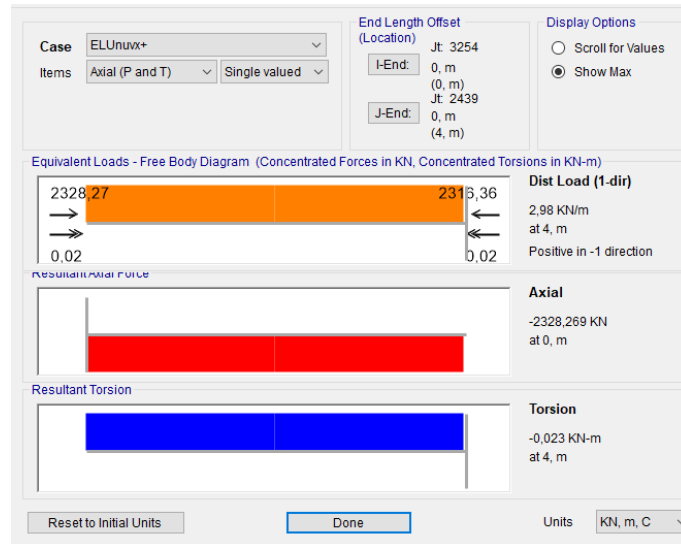 Case ELUnuvx+
Items Axial (P and T) Single valued
End Length Offset
(Location)
Jt: 3254
I-End: 0, m
(0, m)
Jt: 2439
J-End: 0, m
(4, m)
Display Options
Scroll for Values
Show Max
Equivalent Loads - Free Body Diagram (Concentrated Forces in KN, Concentrated Torsions in KN-m)
2328,27 2316,36
0,02 0,02
Dist Load (1-dir)
2,98 KN/m
at 4, m
Positive in -1 direction
Resultant Axial Force
Axial
-2328,269 KN
at 0, m
Resultant Torsion
Torsion
-0,023 KN-m
at 4, m
Reset to Initial Units Done Units KN, m, C